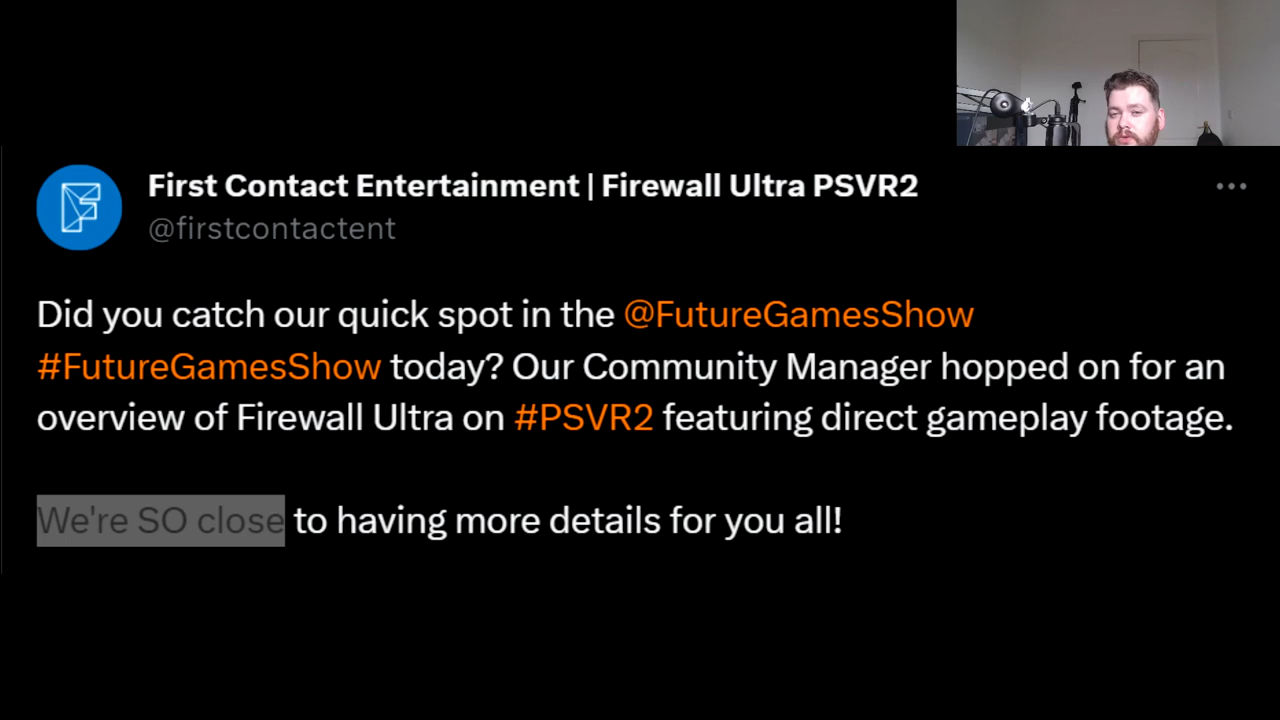 First Contact Entertainment | Firewall Ultra PSVR2
@firstcontactent
Did you catch our quick spot in the @FutureGamesShow
#FutureGamesShow today? Our Community Manager hopped on for an
overview of Firewall Ultra on #PSVR2 featuring direct gameplay footage.
We're SO close to having more details for you all!